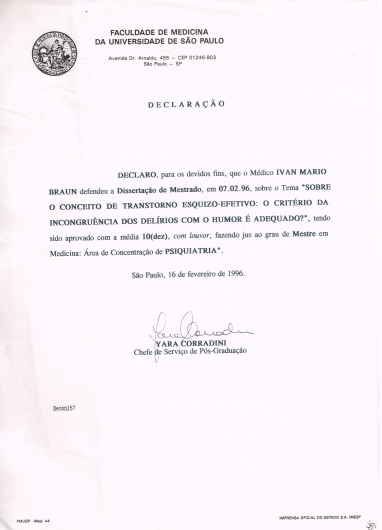 FACULDADE DE MEDICINA
DA UNIVERSIDADE DE SÃO PAULO
Avenida Dr. Arnaldo, 455 — CEP 01246-903
São Paulo — SP
DECLARAÇÃO
DECLARO, para os devidos fins, que o Médico IVAN MARIO
BRAUN defendeu a Dissertação de Mestrado, em 07.02.96, sobre o Tema "SOBRE
O CONCEITO DE TRANSTORNO ESQUIZO-EFETIVO: O CRITÉRIO DA
INCONGRUÊNCIA DOS DELÍRIOS COM O HUMOR É ADEQUADO?", tendo
sido aprovado com a média 10(dez), com louvor, fazendo jus ao grau de Mestre em
Medicina: Área de Concentração de PSIQUIATRIA".
São Paulo, 16 de fevereiro de 1996.
YARA CORRADINI
Chefe de Serviço de Pós-Graduação
Decon157
FMUSP - Mod. 44
IMPRENSA OFICIAL DO ESTADO S.A. IMESP